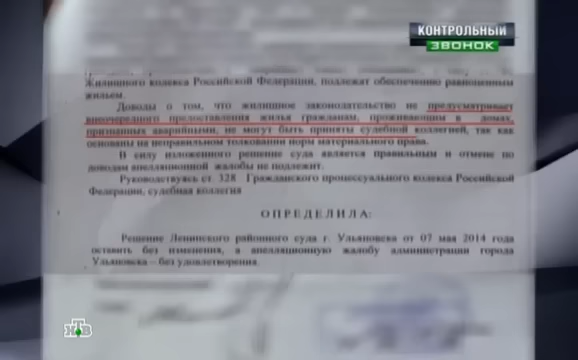 КОНТРОЛЬНЫЙ
ЗВОНОК
Жилищного кодекса Российской Федерации, подлежат обеспечению равноценным
жильем.
Доводы о том, что жилищное законодательство не предусматривает
внеочередного предоставления жилья гражданам, проживающим в домах,
признанных аварийными, не могут быть приняты судебной коллегией, так как
основаны на неправильном толковании норм материального права.
В силу изложенного решение суда является правильным и отмене по
доводам апелляционной жалобы не подлежит.
Руководствуясь ст. 328 Гражданского процессуального кодекса Российской
Федерации, судебная коллегия
ОПРЕДЕЛИЛА:
Решение Ленинского районного суда г. Ульяновска от 07 мая 2014 года
оставить без изменения, а апелляционную жалобу администрации города
Ульяновска – без удовлетворения.
НТВ